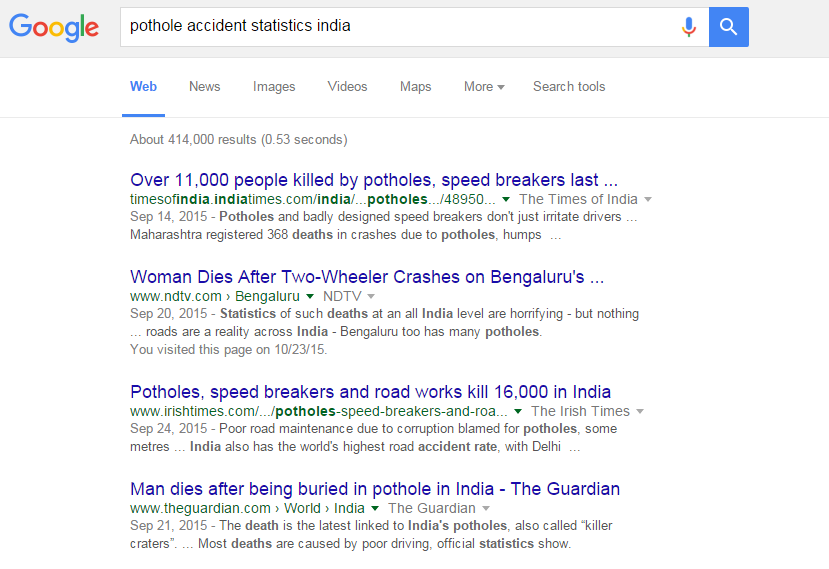 Google
pothole accident statistics india
Web News Images Videos Maps More Search tools
About 414,000 results (0.53 seconds)
Over 11,000 people killed by potholes, speed breakers last ...
timesofindia.indiatimes.com/india/...potholes.../48950... The Times of India
Sep 14, 2015 - Potholes and badly designed speed breakers don't just irritate drivers ...
Maharashtra registered 368 deaths in crashes due to potholes, humps ...
Woman Dies After Two-Wheeler Crashes on Bengaluru's ...
www.ndtv.com › Bengaluru NDTV
Sep 20, 2015 - Statistics of such deaths at an all India level are horrifying - but nothing
... roads are a reality across India - Bengaluru too has many potholes.
You visited this page on 10/23/15.
Potholes, speed breakers and road works kill 16,000 in India
www.irishtimes.com/.../potholes-speed-breakers-and-roa... The Irish Times
Sep 24, 2015 - Poor road maintenance due to corruption blamed for potholes, some
metres ... India also has the world's highest road accident rate, with Delhi ...
Man dies after being buried in pothole in India - The Guardian
www.theguardian.com › World › India The Guardian
Sep 21, 2015 - The death is the latest linked to India's potholes, also called “killer
craters”. ... Most deaths are caused by poor driving, official statistics show.